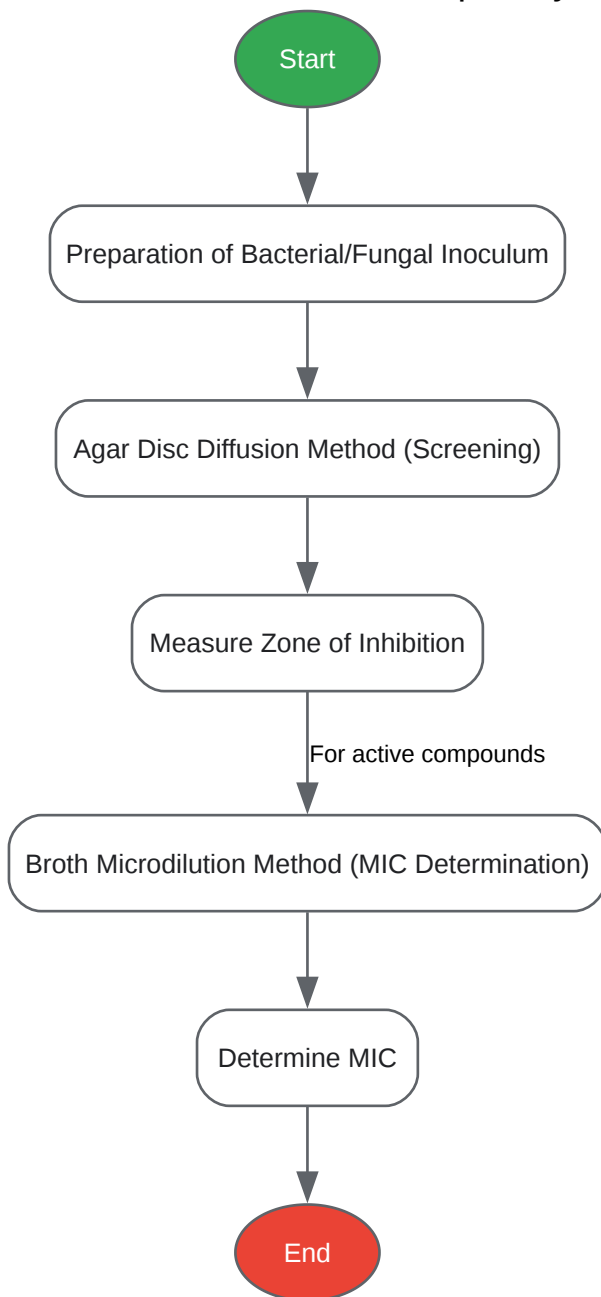 Start
Preparation of Bacterial/Fungal Inoculum
Agar Disc Diffusion Method (Screening)
Measure Zone of Inhibition
For active compounds
Broth Microdilution Method (MIC Determination)
Determine MIC
End